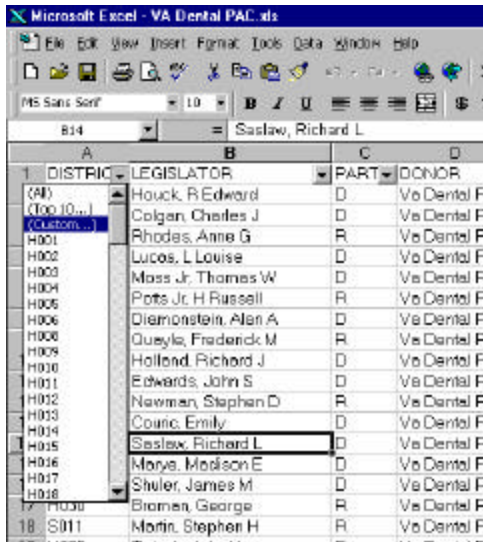 Microsoft Excel - VA Dental PAC.xls
File Edit View Insert Format Tools Data Window Help
MS Sans Serif 10 B I U $
B14 = Saslaw, Richard L
A B C D
1 DISTRIC LEGISLATOR PART DONOR
(All) Houck, R Edward D Va Dental P
(Top 10...) Colgan, Charles J D Va Dental P
(Custom...) Rhodes, Anne G R Va Dental P
H001
H002 Lucas, L Louise D Va Dental P
H003 Moss Jr, Thomas W D Va Dental P
H004
H005 Potts Jr, H Russell R Va Dental P
H006 Diamonstein, Alan A D Va Dental P
H008 Quayle, Frederick M R Va Dental P
H009
H010 Holland, Richard J D Va Dental P
H011 Edwards, John S D Va Dental P
H012 Newman, Stephen D R Va Dental P
H013
H014 Couric, Emily D Va Dental P
H015 Saslaw, Richard L D Va Dental P
H016 Marye, Madison E D Va Dental P
H017 Shuler, James M D Va Dental P
H018
17 H030 Broman, George R Va Dental P
18 S011 Martin, Stephen H R Va Dental P